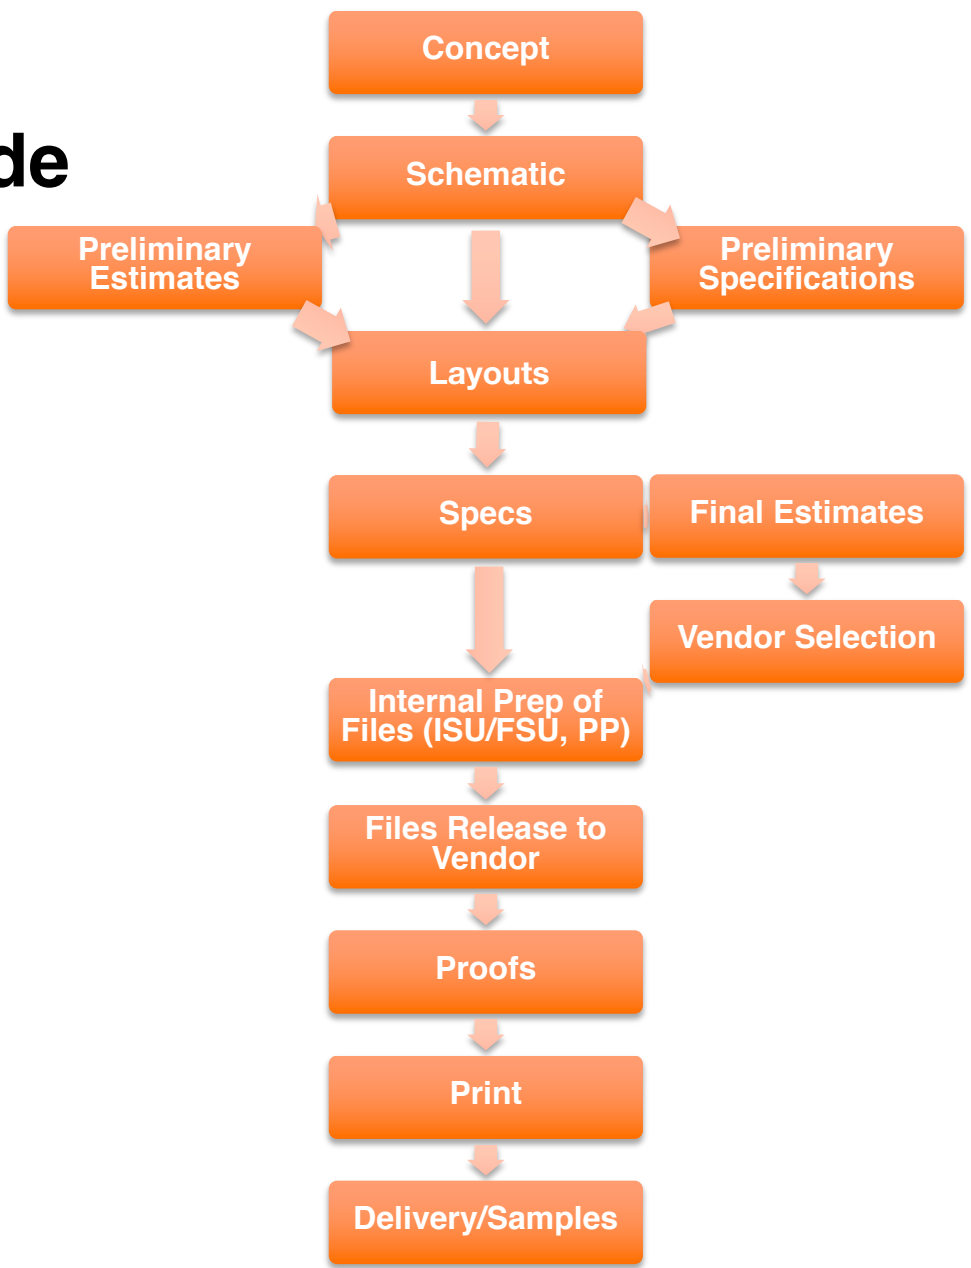 Concept
de
Schematic
Preliminary
Estimates
Preliminary
Specifications
Layouts
Specs
Final Estimates
Vendor Selection
Internal Prep of
Files (ISU/FSU, PP)
Files Release to
Vendor
Proofs
Print
Delivery/Samples